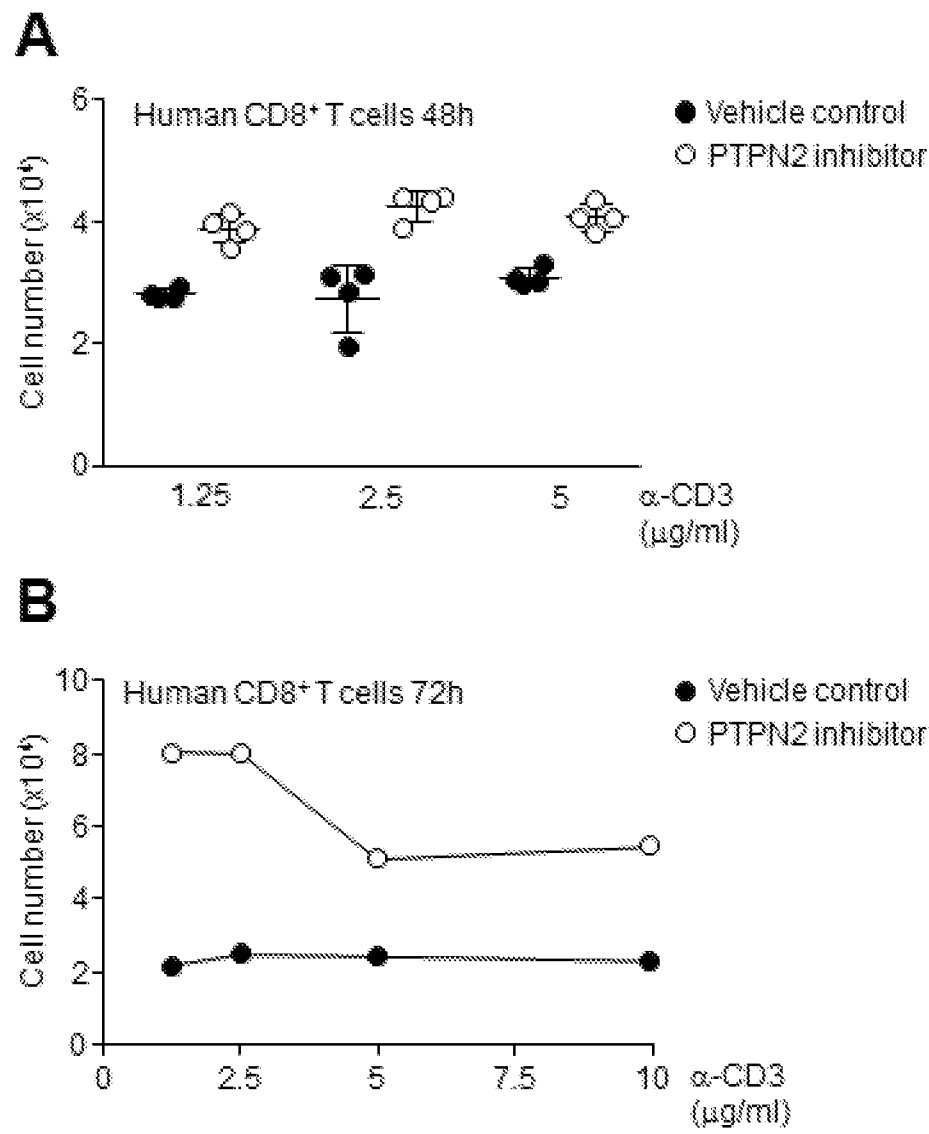 A
6
Human CD8⁺ T cells 48h
Vehicle control
PTPN2 inhibitor
4
2
0
Cell number (x10⁴)
1.25 2.5 5 α-CD3
(µg/ml)
B
10
Human CD8⁺ T cells 72h
Vehicle control
PTPN2 inhibitor
8
6
4
2
0
Cell number (x10⁴)
0 2.5 5 7.5 10 α-CD3
(µg/ml)